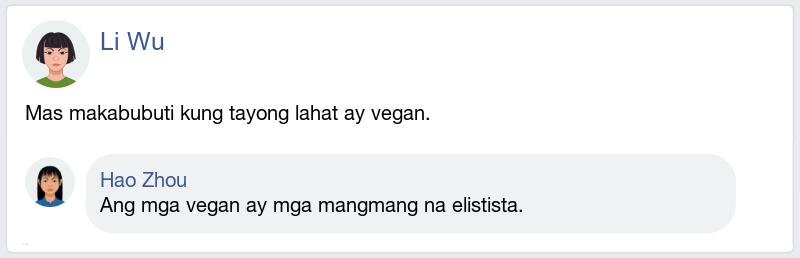 Li Wu
Mas makabubuti kung tayong lahat ay vegan.
Hao Zhou
Ang mga vegan ay mga mangmang na elistista.